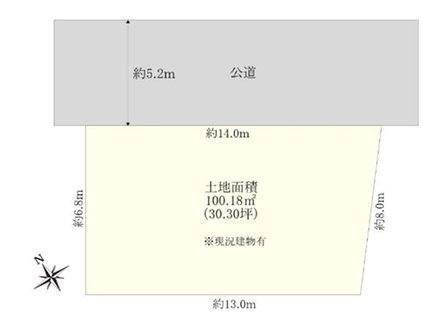 約5.2m
公道
約14.0m
約6.8m
土地面積
100.18㎡
(30.30坪)
※現況建物有
約8.0m
N
約13.0m